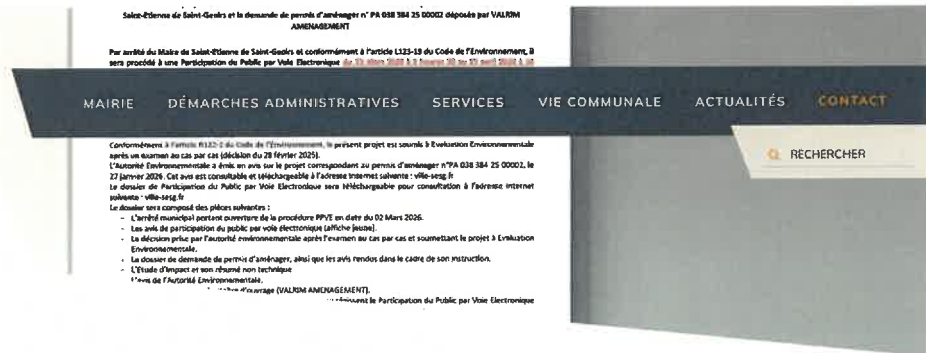 Saint-Etienne de Saint-Geoirs et la demande de permis d'aménager n° PA 038 384 25 00002 déposée par VALRIM
AMENAGEMENT
Par arrêté du Maire de Saint-Etienne de Saint-Geoirs et conformément à l'article L123-19 du Code de l'Environnement, il
sera procédé à une Participation du Public par Voie Electronique
MAIRIE DÉMARCHES ADMINISTRATIVES SERVICES VIE COMMUNALE ACTUALITÉS CONTACT
RECHERCHER
Conformément à l'article R122-2 du Code de l'Environnement, le présent projet est soumis à Evaluation Environnementale
après un examen au cas par cas (décision du 28 février 2025).
L'Autorité Environnementale a émis en avis sur le projet correspondant au permis d'aménager n°PA 038 384 25 00002, le
27 janvier 2026. Cet avis est consultable et téléchargeable à l'adresse internet suivante : ville-sesg.fr
Le dossier de Participation du Public par Voie Electronique sera téléchargeable pour consultation à l'adresse internet
suivante : ville-sesg.fr
Le dossier sera composé des pièces suivantes :
- L'arrêté municipal portant ouverture de la procédure PPVE en date du 02 Mars 2026.
- Les avis de participation du public par voie électronique (affiche jaune).
- La décision prise par l'autorité environnementale après l'examen au cas par cas et soumettant le projet à Evaluation
Environnementale.
- Le dossier de demande de permis d'aménager, ainsi que les avis rendus dans le cadre de son instruction.
- L'Etude d'Impact et son résumé non technique
L'avis de l'Autorité Environnementale.
d'ouvrage (VALRIM AMENAGEMENT).
régissent la Participation du Public par Voie Electronique